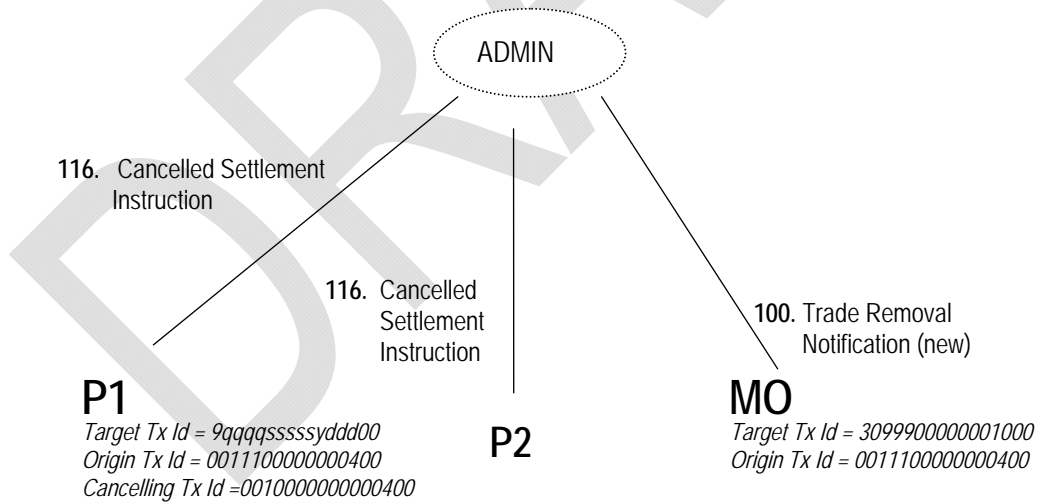 ADMIN
116. Cancelled Settlement
Instruction
116. Cancelled
Settlement
Instruction
100. Trade Removal
Notification (new)
P1
Target Tx Id = 9qqqqsssssyddd00
Origin Tx Id = 0011100000000400
Cancelling Tx Id =0010000000000400
P2
MO
Target Tx Id = 3099900000001000
Origin Tx Id = 0011100000000400